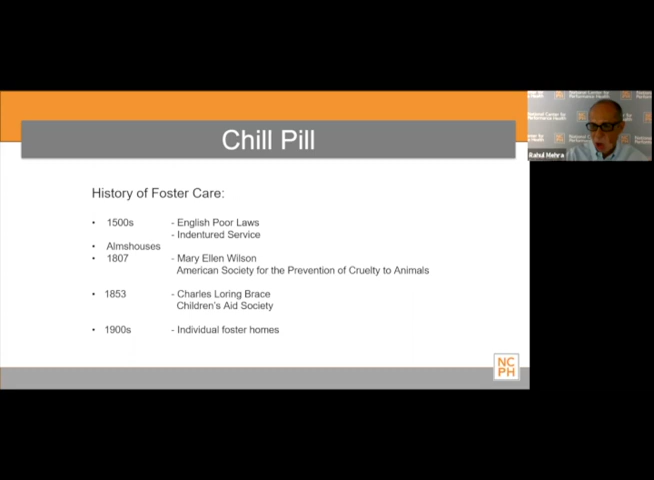 Chill Pill
History of Foster Care:
• 1500s - English Poor Laws
- Indentured Service
• Almshouses
• 1807 - Mary Ellen Wilson
American Society for the Prevention of Cruelty to Animals
• 1853 - Charles Loring Brace
Children's Aid Society
• 1900s - Individual foster homes
NC
PH
Rahul Mehra